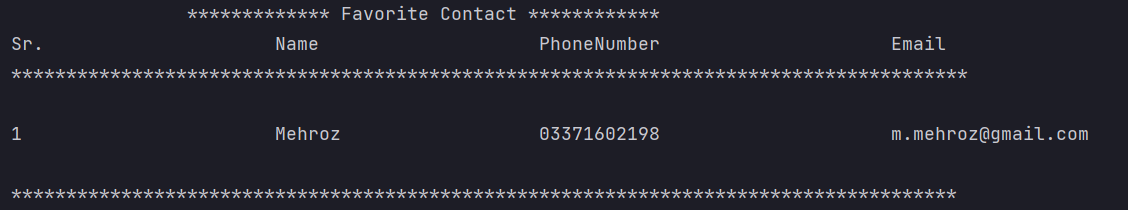 ************* Favorite Contact ************
Sr. Name PhoneNumber Email
***************************************************************************************
1 Mehroz 03371602198 m.mehroz@gmail.com
**************************************************************************************